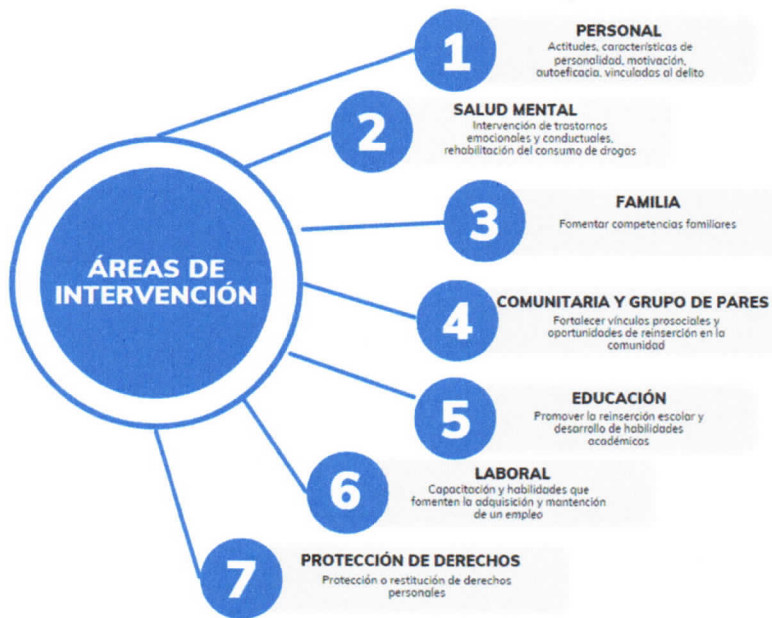 1
PERSONAL
Actitudes, características de
personalidad, motivación,
autoeficacia, vinculadas al delito
2
SALUD MENTAL
Intervención de trastornos
emocionales y conductuales,
rehabilitación del consumo de drogas
3
FAMILIA
Fomentar competencias familiares
ÁREAS DE
INTERVENCIÓN
4
COMUNITARIA Y GRUPO DE PARES
Fortalecer vínculos prosociales y
oportunidades de reinserción en la
comunidad
5
EDUCACIÓN
Promover la reinserción escolar y
desarrollo de habilidades
académicas
6
LABORAL
Capacitación y habilidades que
fomenten la adquisición y mantención
de un empleo
7
PROTECCIÓN DE DERECHOS
Protección o restitución de derechos
personales